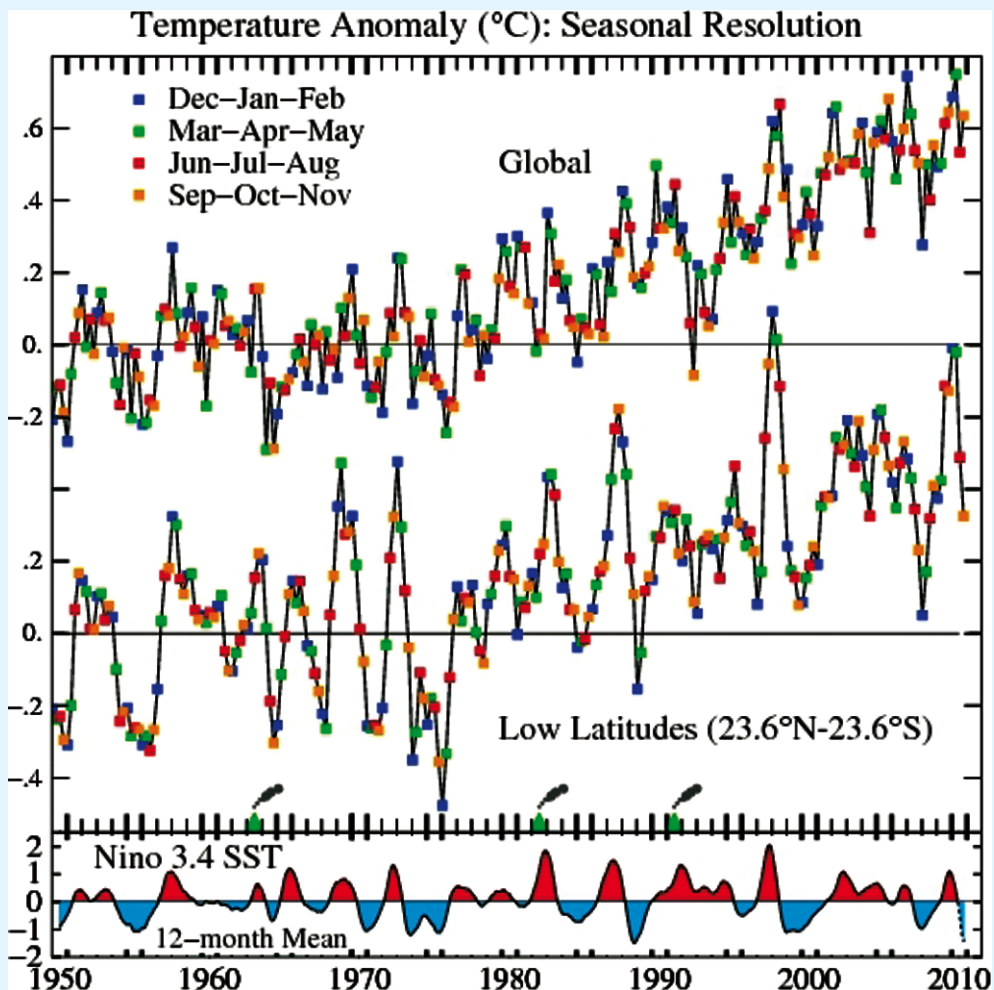 Temperature Anomaly (°C): Seasonal Resolution
Dec–Jan–Feb
Mar–Apr–May
Jun–Jul–Aug
Sep–Oct–Nov
Global
.6
.4
.2
0.
–.2
.2
0.
–.2
–.4
Low Latitudes (23.6°N-23.6°S)
Nino 3.4 SST
12–month Mean
2
1
0
–1
–2
1950 1960 1970 1980 1990 2000 2010